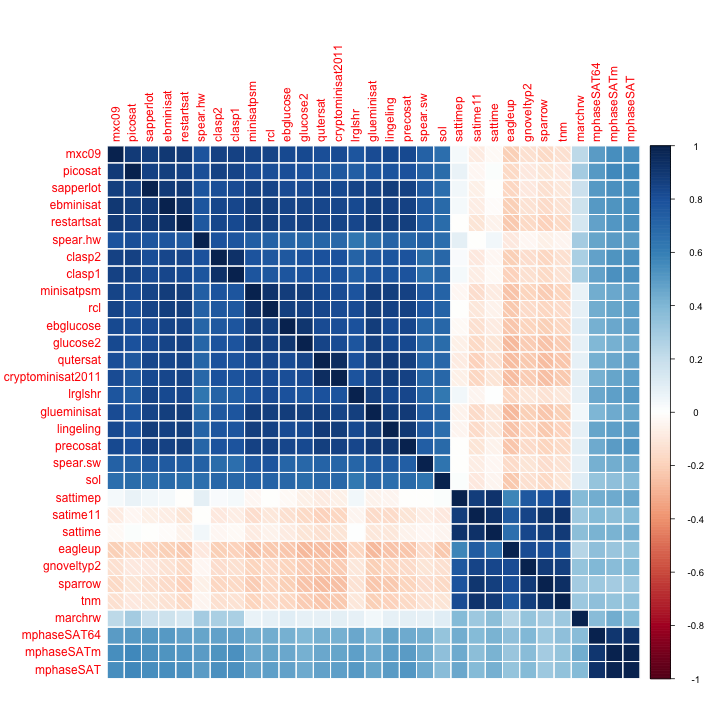 mxc09
picosat
sapperlot
ebminisat
restartsat
spear.hw
clasp2
clasp1
minisatpsm
rcl
ebglucose
glucose2
qutersat
cryptominisat2011
lrglshr
glueminisat
lingeling
precosat
spear.sw
sol
sattimep
satime11
sattime
eagleup
gnoveltyp2
sparrow
tnm
marchrw
mphaseSAT64
mphaseSATm
mphaseSAT
mxc09
picosat
sapperlot
ebminisat
restartsat
spear.hw
clasp2
clasp1
minisatpsm
rcl
ebglucose
glucose2
qutersat
cryptominisat2011
lrglshr
glueminisat
lingeling
precosat
spear.sw
sol
sattimep
satime11
sattime
eagleup
gnoveltyp2
sparrow
tnm
marchrw
mphaseSAT64
mphaseSATm
mphaseSAT
1
0.8
0.6
0.4
0.2
0
-0.2
-0.4
-0.6
-0.8
-1